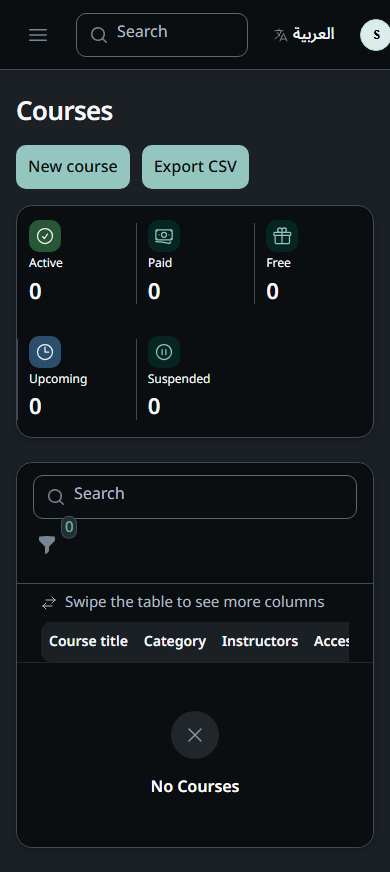 Search
العربية
S
Courses
New course
Export CSV
Active
Paid
Free
0
0
0
Upcoming
Suspended
0
0
Search
0
Swipe the table to see more columns
Course title Category Instructors Acces
No Courses